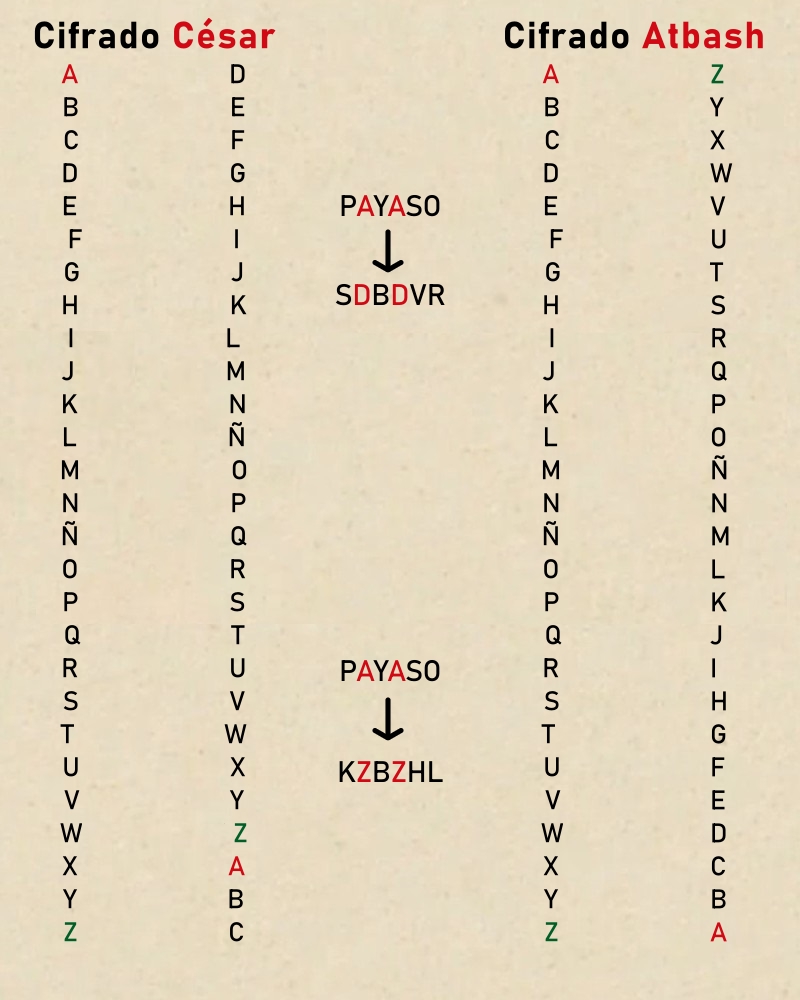 Cifrado César
A D
B E
C F
D G
E H
F I
G J
H K
I L
J M
K N
L Ñ
M O
N P
Ñ Q
O R
P S
Q T
R U
S V
T W
U X
V Y
W Z
X A
Y B
Z C
PAYASO
SDBDVR
PAYASO
KZBZHL
Cifrado Atbash
A Z
B Y
C X
D W
E V
F U
G T
H S
I R
J Q
K P
L O
M Ñ
N N
Ñ M
O L
P K
Q J
R I
S H
T G
U F
V E
W D
X C
Y B
Z A